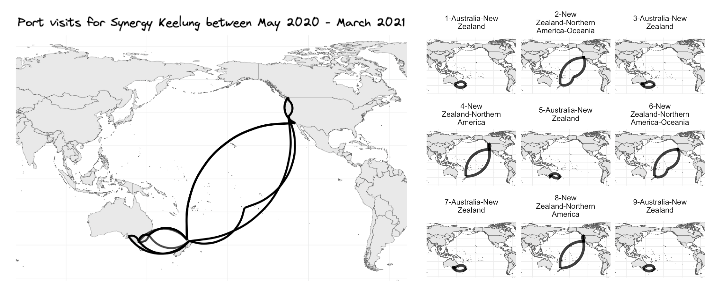 Port visits for Synergy Keelung between May 2020 - March 2021
1-Australia-New
Zealand
2-New
Zealand-Northern
America-Oceania
3-Australia-New
Zealand
4-New
Zealand-Northern
America
5-Australia-New
Zealand
6-New
Zealand-Northern
America-Oceania
7-Australia-New
Zealand
8-New
Zealand-Northern
America
9-Australia-New
Zealand